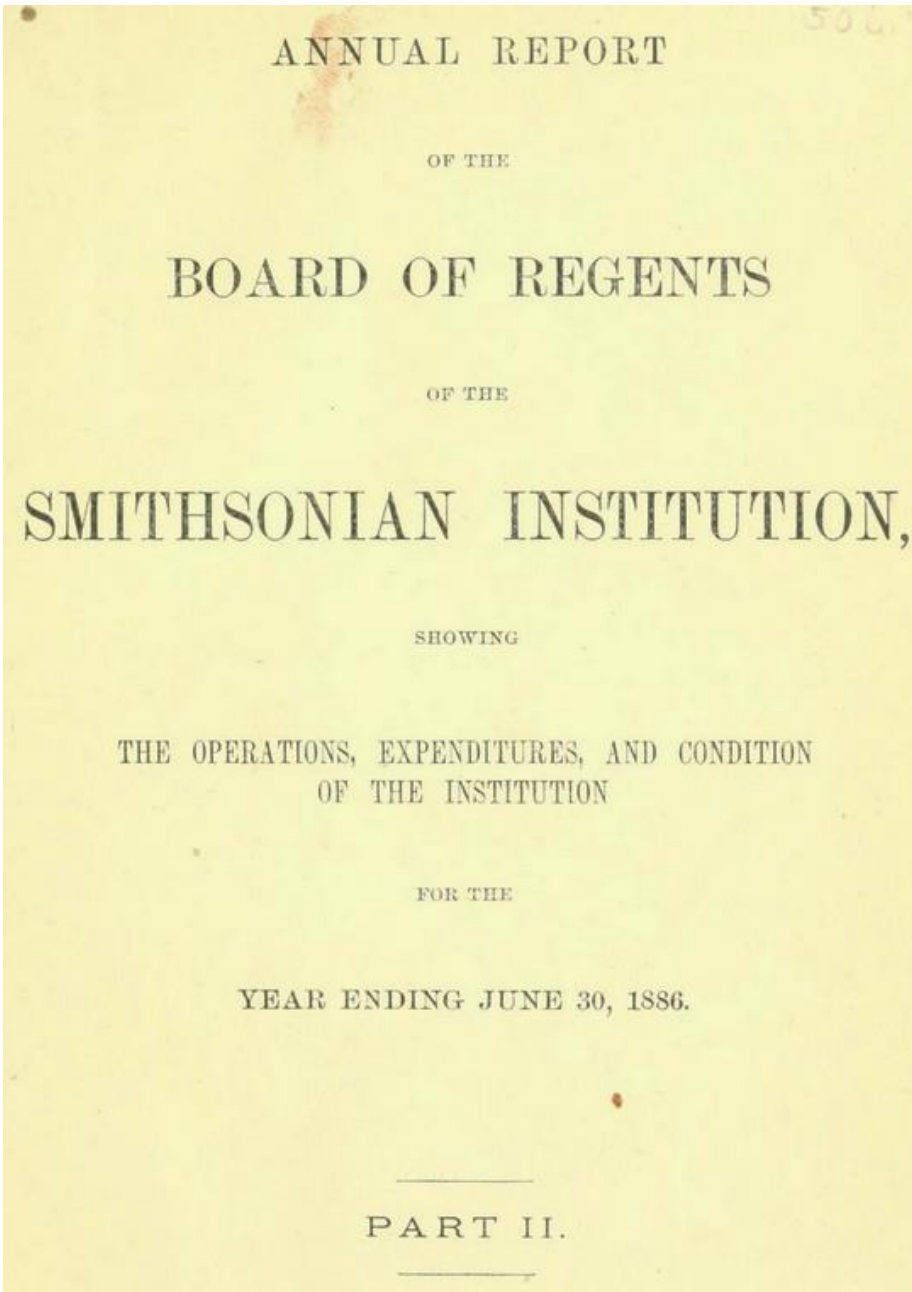 ANNUAL REPORT
OF THE
BOARD OF REGENTS
OF THE
SMITHSONIAN INSTITUTION,
SHOWING
THE OPERATIONS, EXPENDITURES, AND CONDITION
OF THE INSTITUTION
FOR THE
YEAR ENDING JUNE 30, 1886.
PART II.